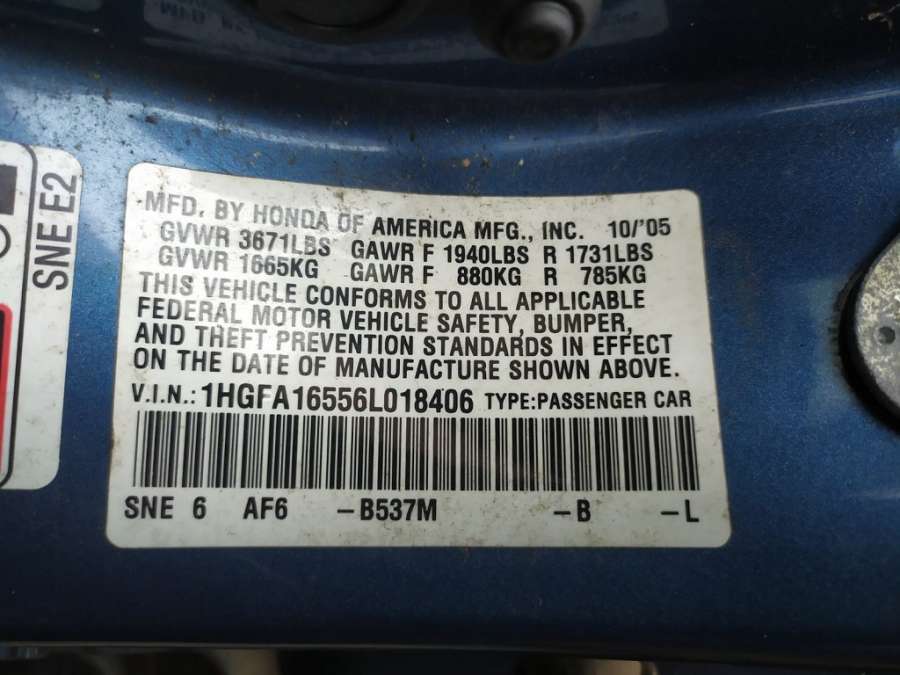 SNE E2
MFD. BY HONDA OF AMERICA MFG., INC. 10/'05
GVWR 3671LBS GAWR F 1940LBS R 1731LBS
GVWR 1665KG GAWR F 880KG R 785KG
THIS VEHICLE CONFORMS TO ALL APPLICABLE
FEDERAL MOTOR VEHICLE SAFETY, BUMPER,
AND THEFT PREVENTION STANDARDS IN EFFECT
ON THE DATE OF MANUFACTURE SHOWN ABOVE.
V.I.N.: 1HGFA16556L018406 TYPE:PASSENGER CAR
SNE 6 AF6 -B537M -B -L